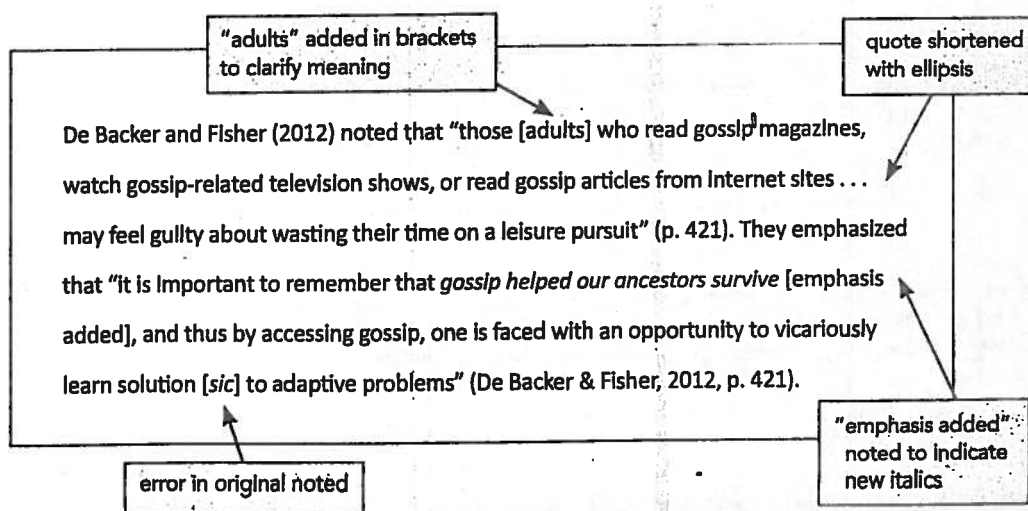 "adults" added in brackets
to clarify meaning
quote shortened
with ellipsis
De Backer and Fisher (2012) noted that "those [adults] who read gossip magazines,
watch gossip-related television shows, or read gossip articles from internet sites . . .
may feel guilty about wasting their time on a leisure pursuit" (p. 421). They emphasized
that "it is important to remember that gossip helped our ancestors survive [emphasis
added], and thus by accessing gossip, one is faced with an opportunity to vicariously
learn solution [sic] to adaptive problems" (De Backer & Fisher, 2012, p. 421).
"emphasis added"
noted to indicate
new italics
error in original noted